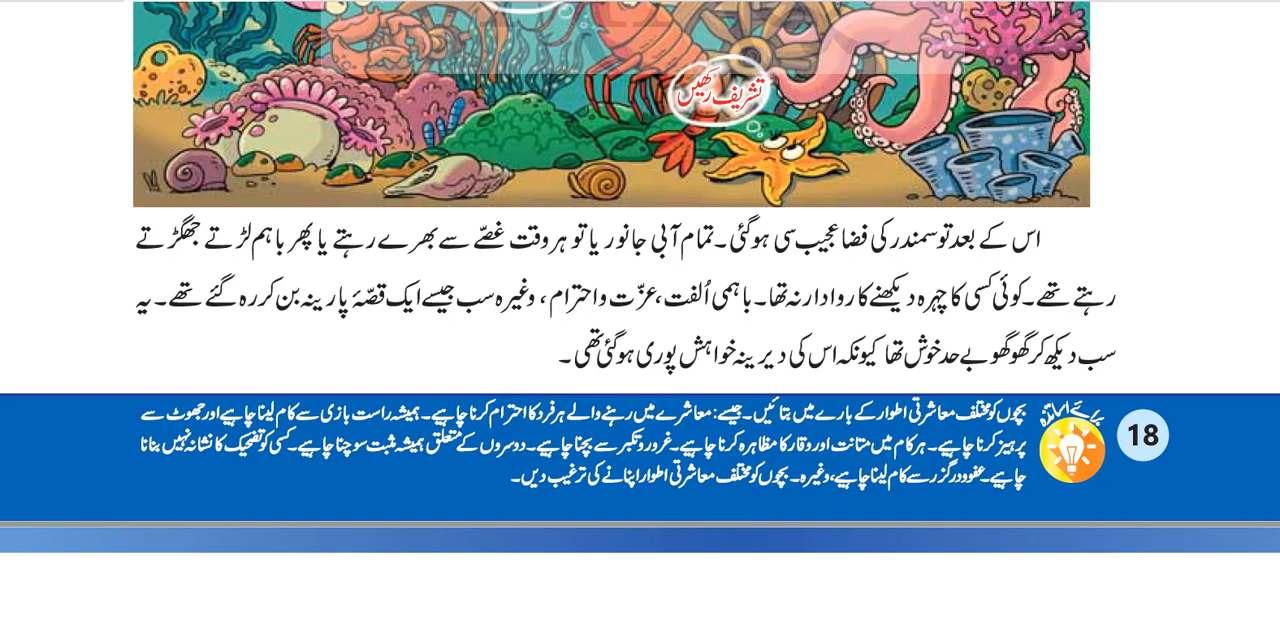 تشریف رکھیں
اس کے بعد تو سمندر کی فضا عجیب سی ہوگئی۔ تمام آبی جانور یا تو ہر وقت غصّے سے بھرے رہتے یا پھر باہم لڑتے جھگڑتے
رہتے تھے۔ کوئی کسی کا چہرہ دیکھنے کا روادار نہ تھا۔ باہمی اُلفت، عزّت و احترام، وغیرہ سب جیسے ایک قصّۂ پارینہ بن کر رہ گئے تھے۔ یہ
سب دیکھ کر گھوگھو بے حد خوش تھا کیونکہ اس کی دیرینہ خواہش پوری ہوگئی تھی۔
برائے اساتذہ
بچوں کو مختلف معاشرتی اطوار کے بارے میں بتائیں۔ جیسے: معاشرے میں رہنے والے ہر فرد کا احترام کرنا چاہیے۔ ہمیشہ راست بازی سے کام لینا چاہیے اور جھوٹ سے
پرہیز کرنا چاہیے۔ ہر کام میں متانت اور وقار کا مظاہرہ کرنا چاہیے۔ غرور و تکبر سے بچنا چاہیے۔ دوسروں کے متعلق ہمیشہ مثبت سوچنا چاہیے۔ کسی کو تضحیک کا نشانہ نہیں بنانا
چاہیے۔ عفو و درگزر سے کام لینا چاہیے، وغیرہ۔ بچوں کو مختلف معاشرتی اطوار اپنانے کی ترغیب دیں۔
18